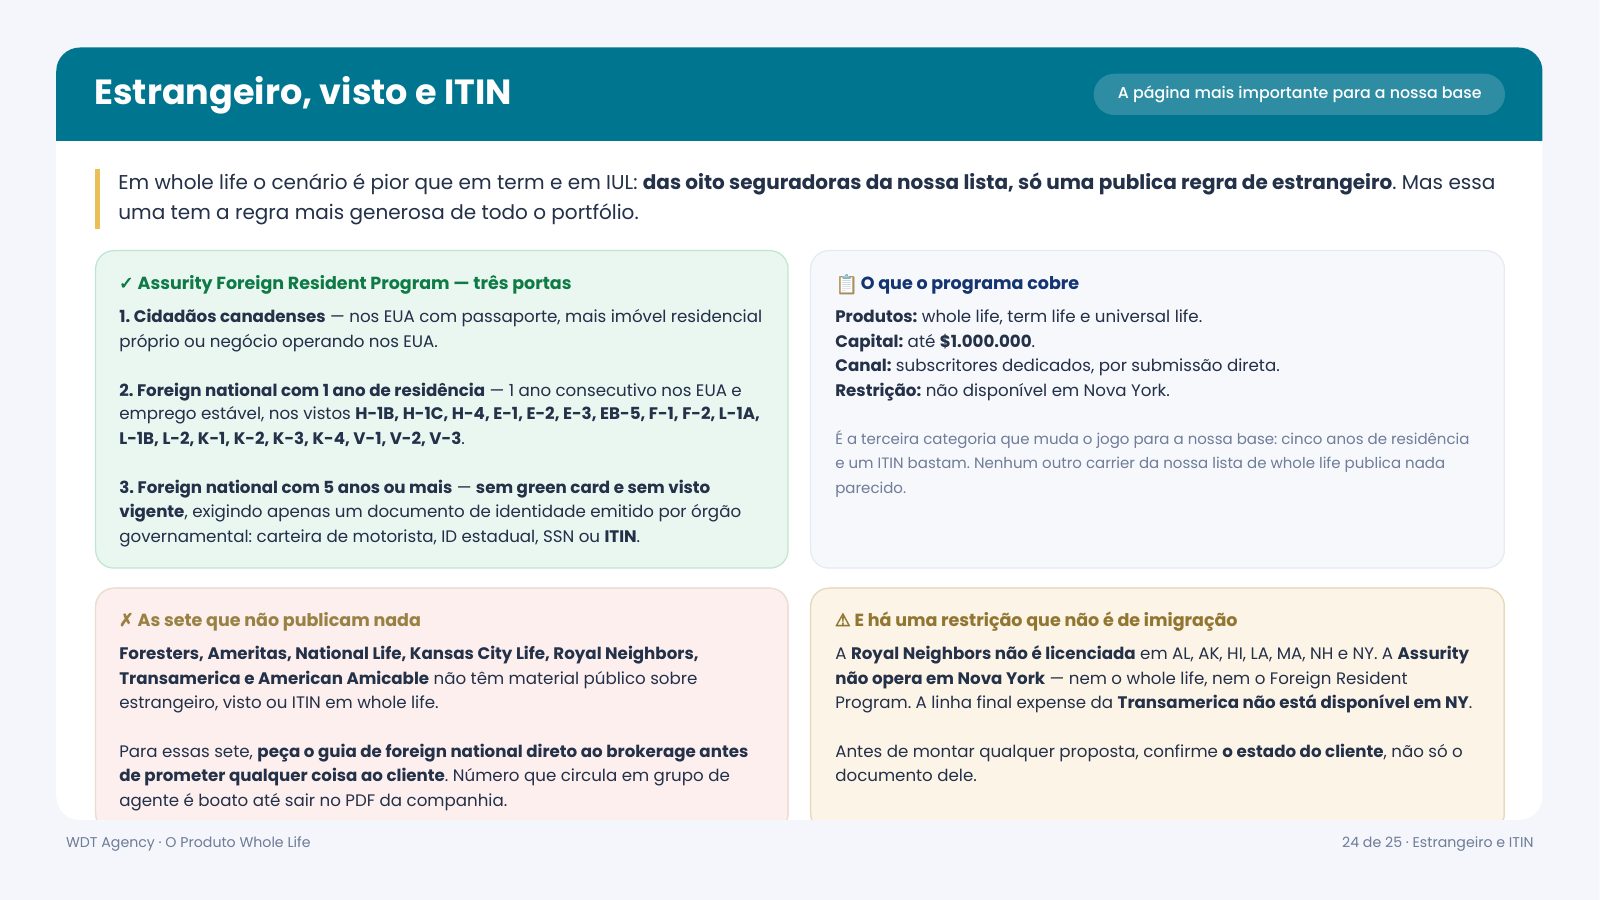 Estrangeiro, visto e ITIN
A página mais importante para a nossa base
Em whole life o cenário é pior que em term e em IUL: das oito seguradoras da nossa lista, só uma publica regra de estrangeiro. Mas essa
uma tem a regra mais generosa de todo o portfólio.
✓ Assurity Foreign Resident Program — três portas
1. Cidadãos canadenses — nos EUA com passaporte, mais imóvel residencial
próprio ou negócio operando nos EUA.
2. Foreign national com 1 ano de residência — 1 ano consecutivo nos EUA e
emprego estável, nos vistos H-1B, H-1C, H-4, E-1, E-2, E-3, EB-5, F-1, F-2, L-1A,
L-1B, L-2, K-1, K-2, K-3, K-4, V-1, V-2, V-3.
3. Foreign national com 5 anos ou mais — sem green card e sem visto
vigente, exigindo apenas um documento de identidade emitido por órgão
governamental: carteira de motorista, ID estadual, SSN ou ITIN.
📋 O que o programa cobre
Produtos: whole life, term life e universal life.
Capital: até $1.000.000.
Canal: subscritores dedicados, por submissão direta.
Restrição: não disponível em Nova York.
É a terceira categoria que muda o jogo para a nossa base: cinco anos de residência
e um ITIN bastam. Nenhum outro carrier da nossa lista de whole life publica nada
parecido.
✗ As sete que não publicam nada
Foresters, Ameritas, National Life, Kansas City Life, Royal Neighbors,
Transamerica e American Amicable não têm material público sobre
estrangeiro, visto ou ITIN em whole life.
Para essas sete, peça o guia de foreign national direto ao brokerage antes
de prometer qualquer coisa ao cliente. Número que circula em grupo de
agente é boato até sair no PDF da companhia.
⚠ E há uma restrição que não é de imigração
A Royal Neighbors não é licenciada em AL, AK, HI, LA, MA, NH e NY. A Assurity
não opera em Nova York — nem o whole life, nem o Foreign Resident
Program. A linha final expense da Transamerica não está disponível em NY.
Antes de montar qualquer proposta, confirme o estado do cliente, não só o
documento dele.
WDT Agency · O Produto Whole Life
24 de 25 · Estrangeiro e ITIN